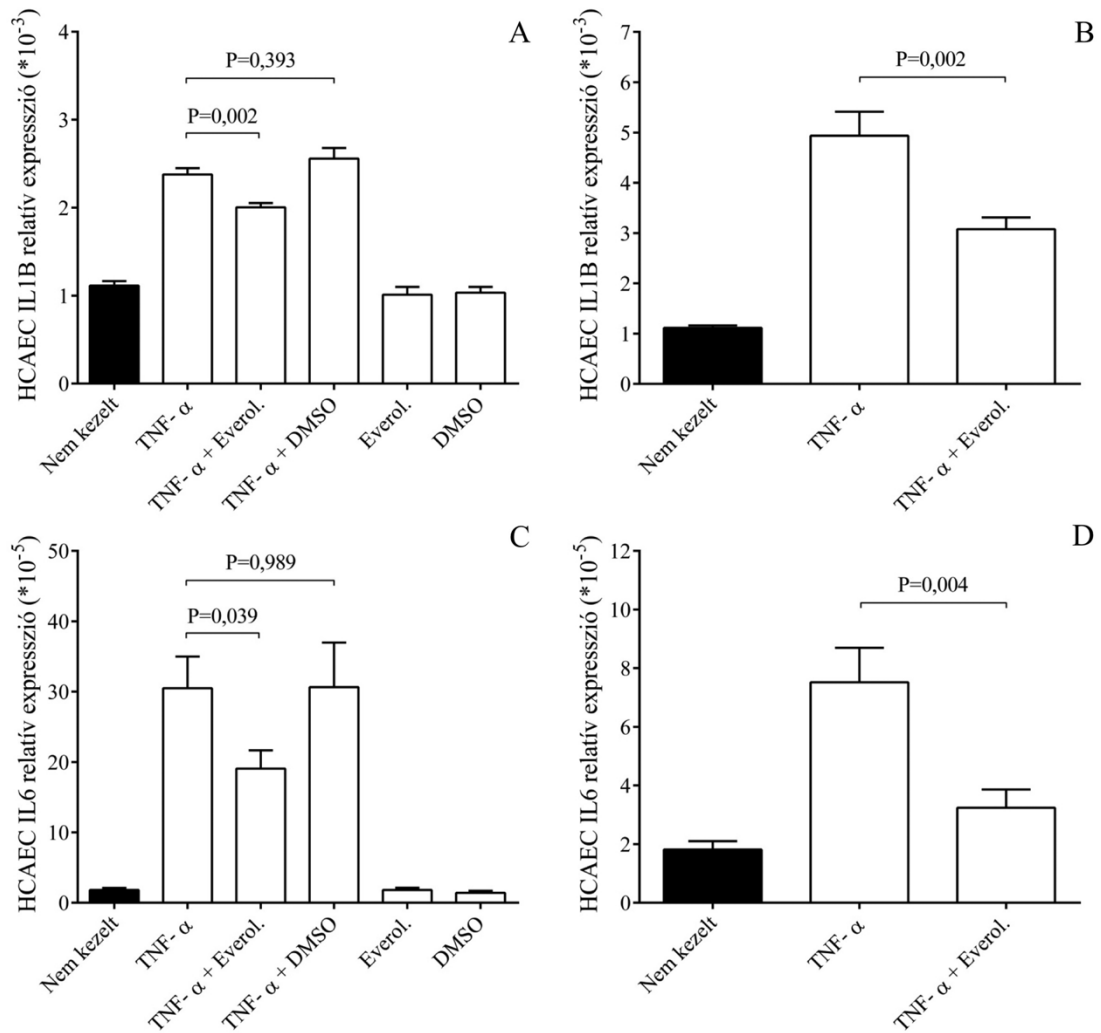 A
HCAEC IL1B relatív expresszió (*10⁻³)
4
3
2
1
0
P=0,393
P=0,002
Nem kezelt
TNF- α
TNF- α + Everol.
TNF- α + DMSO
Everol.
DMSO
B
HCAEC IL1B relatív expresszió (*10⁻³)
7
6
5
4
3
2
1
0
P=0,002
Nem kezelt
TNF- α
TNF- α + Everol.
C
HCAEC IL6 relatív expresszió (*10⁻⁵)
50
40
30
20
10
0
P=0,989
P=0,039
Nem kezelt
TNF- α
TNF- α + Everol.
TNF- α + DMSO
Everol.
DMSO
D
HCAEC IL6 relatív expresszió (*10⁻⁵)
12
10
8
6
4
2
0
P=0,004
Nem kezelt
TNF- α
TNF- α + Everol.